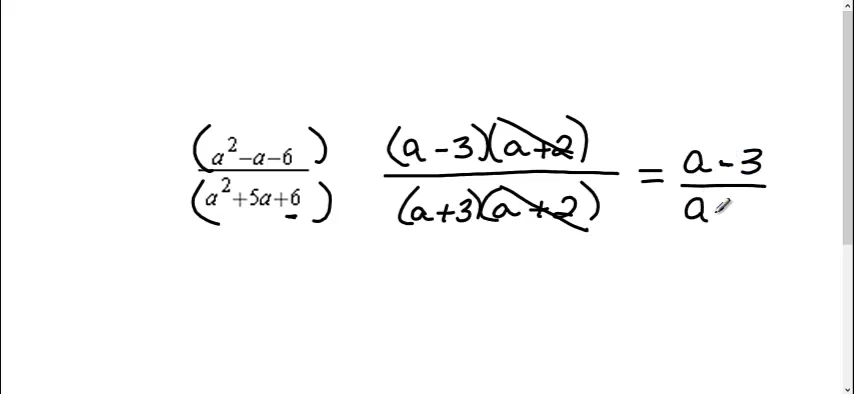 (a²-a-6) (a-3)(a+2) = a-3
(a²+5a+6) (a+3)(a+2) a